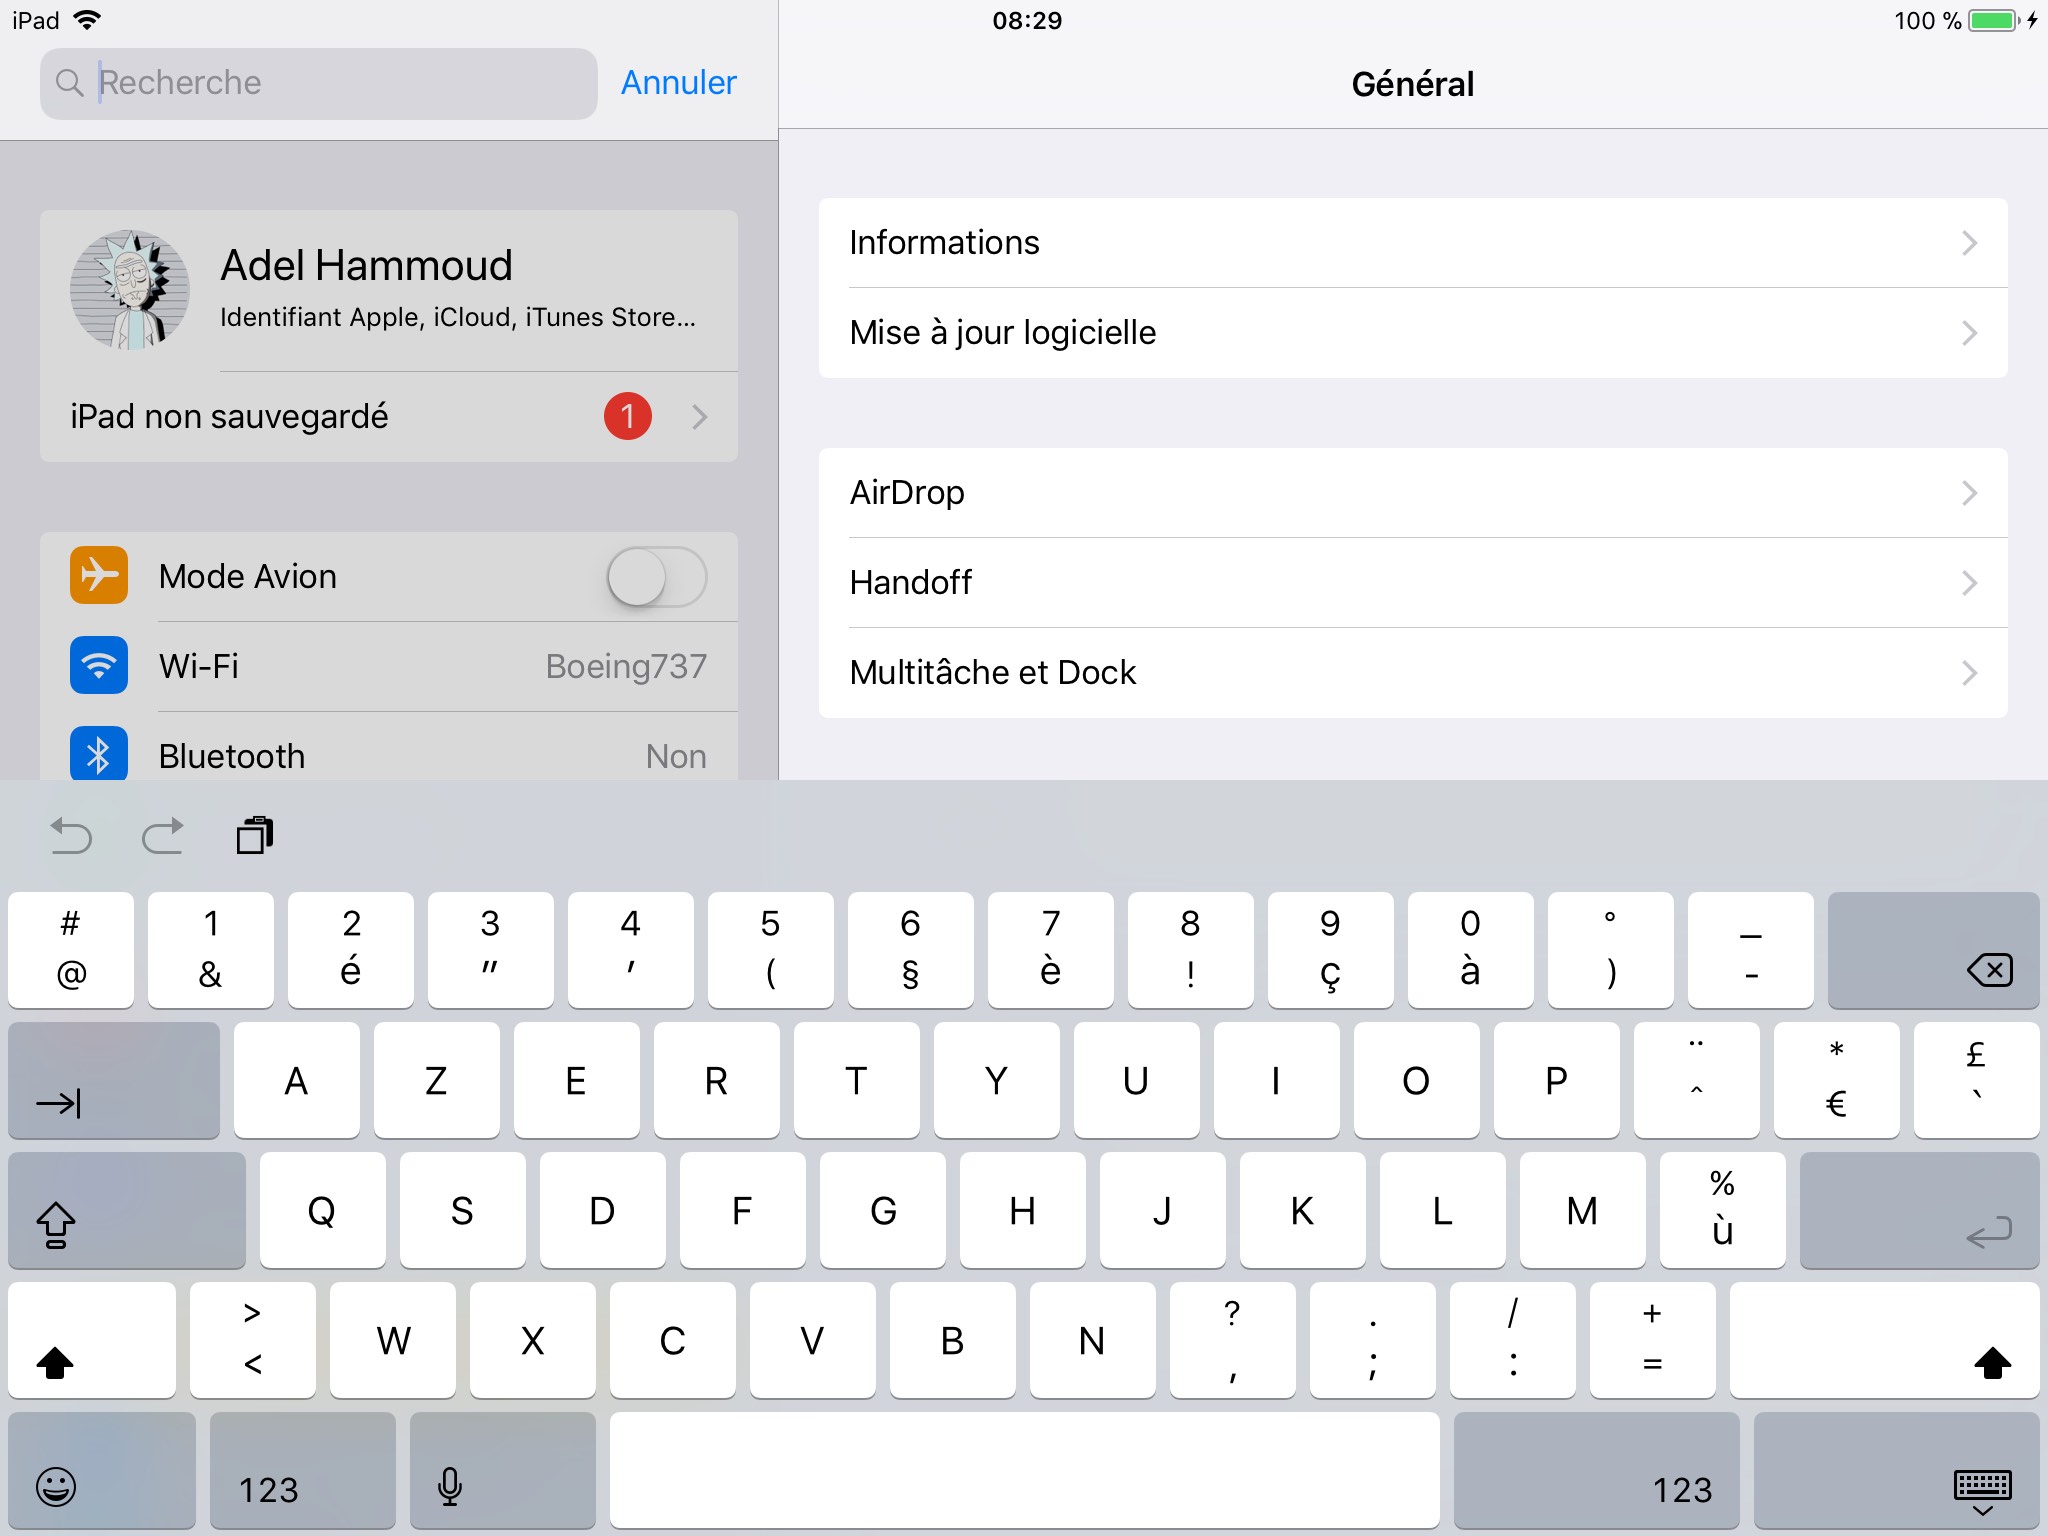 iPad 08:29 100 %
Recherche Annuler
Général
Adel Hammoud
Identifiant Apple, iCloud, iTunes Store...
iPad non sauvegardé 1
Mode Avion
Wi-Fi Boeing737
Bluetooth Non
Informations
Mise à jour logicielle
AirDrop
Handoff
Multitâche et Dock
# 1 2 3 4 5 6 7 8 9 0 ° _
@ & é " ' ( § è ! ç à ) -
A Z E R T Y U I O P ¨ * £
^ € `
Q S D F G H J K L M %
ù
> W X C V B N ? . / +
< , ; : =
123 123